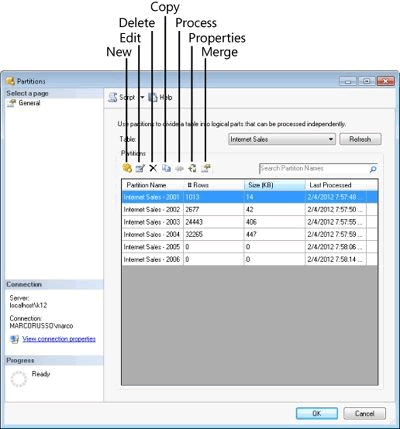 Copy
Delete
Process
Edit
Properties
New
Merge
Partitions
Select a page
General
Script
Help
Use partitions to divide a table into logical parts that can be processed independently.
Table:
Internet Sales
Refresh
Partitions
Search Partition Names
Partition Name # Rows Size (KB) Last Processed
Internet Sales - 2001 1013 14 2/4/2012 7:57:48 ...
Internet Sales - 2002 2677 42 2/4/2012 7:57:50 ...
Internet Sales - 2003 24443 406 2/4/2012 7:57:55 ...
Internet Sales - 2004 32265 447 2/4/2012 7:57:59 ...
Internet Sales - 2005 0 0 2/4/2012 7:58:06 ...
Internet Sales - 2006 0 0 2/4/2012 7:58:14 ...
Connection
Server:
localhost\k12
Connection:
MARCORUSSO\marco
View connection properties
Progress
Ready
OK
Cancel